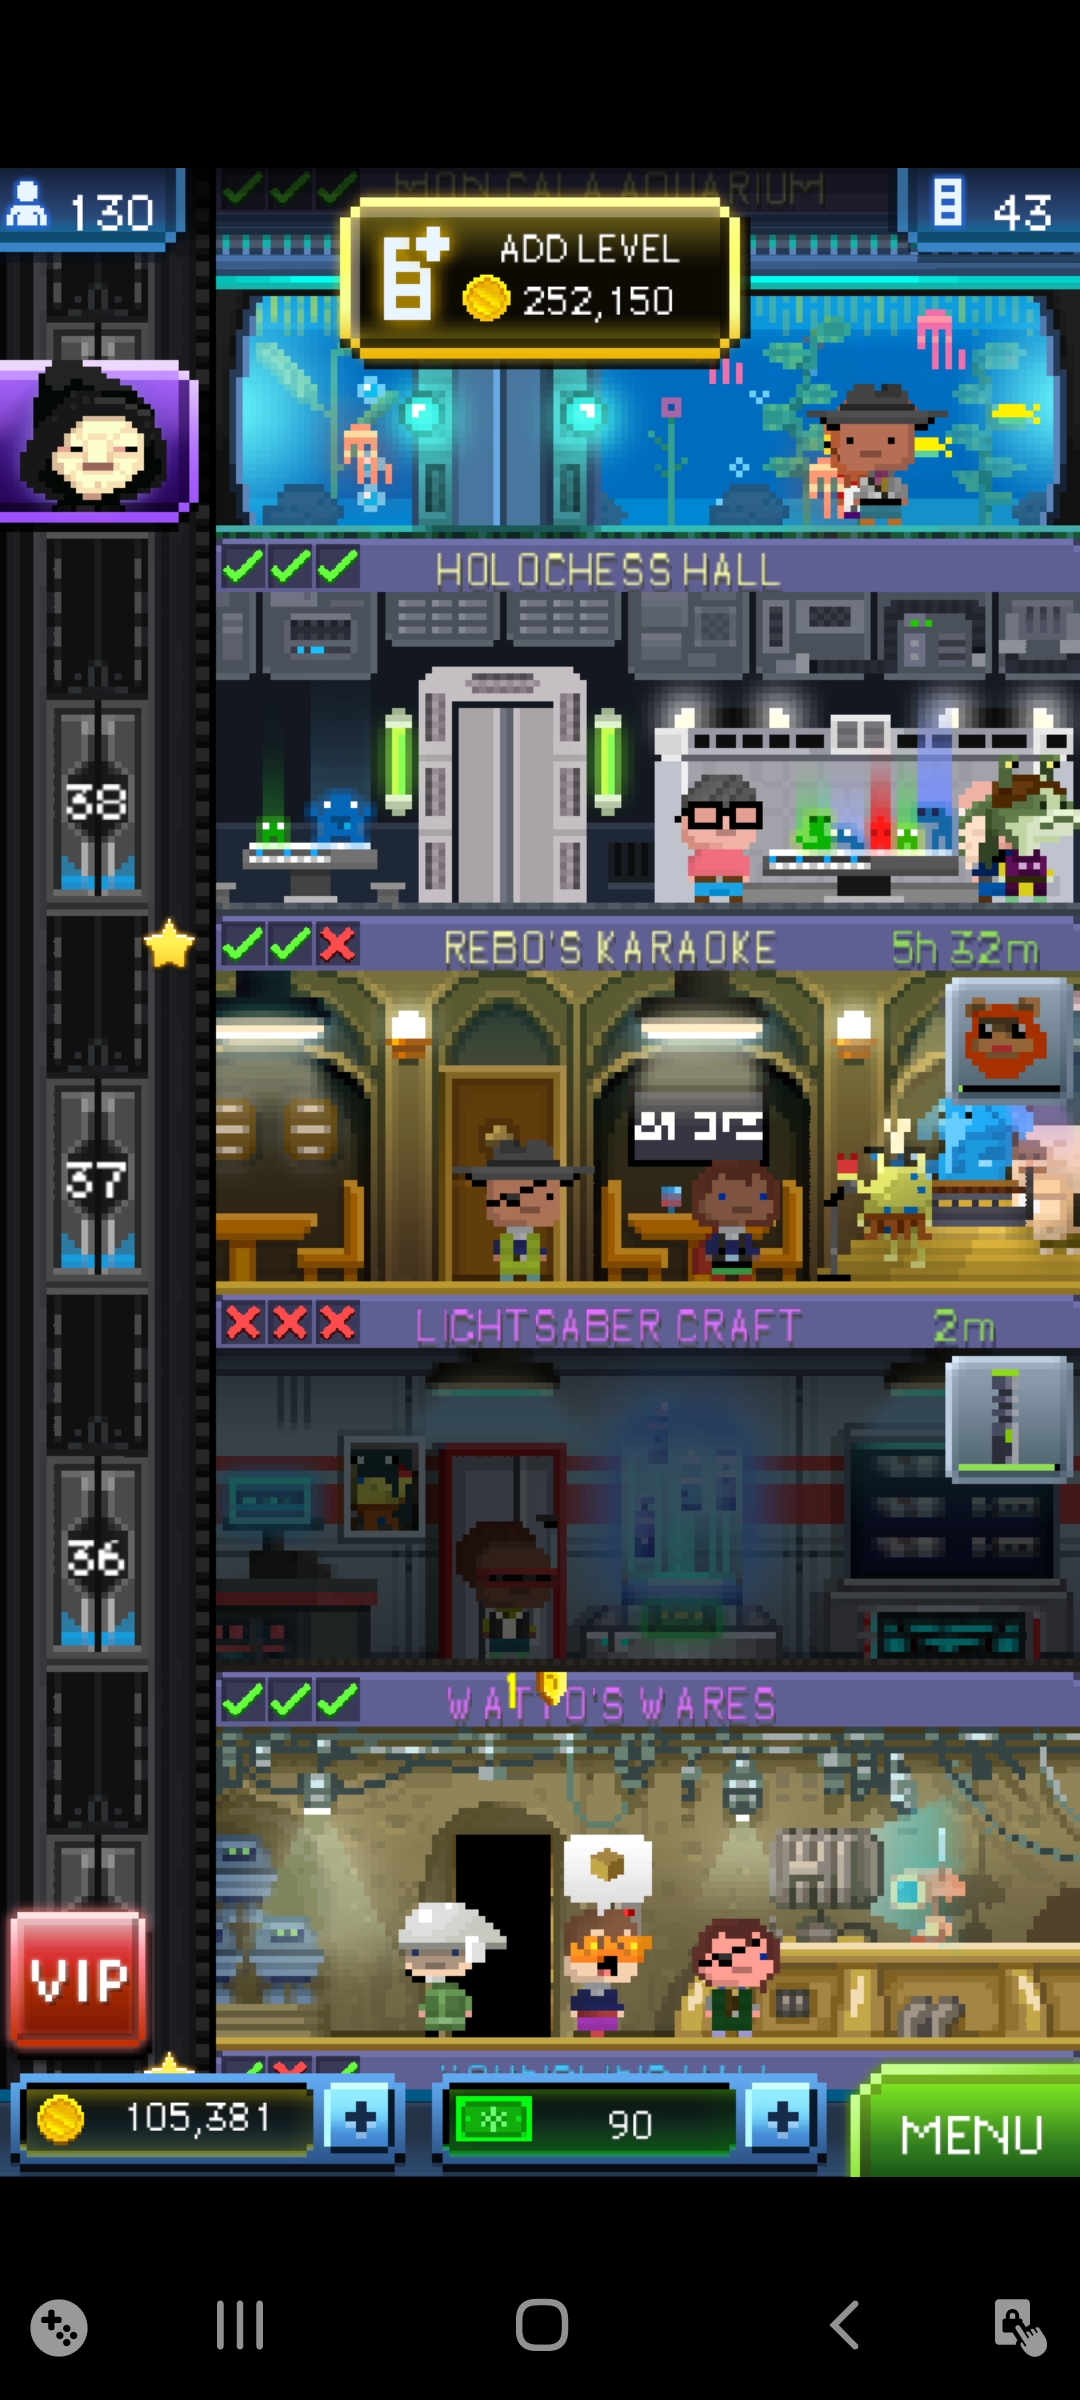 130
MON CALA AQUARIUM
43
ADD LEVEL
252,150
HOLOCHESS HALL
38
REBO'S KARAOKE
5h 32m
37
LIGHTSABER CRAFT
2m
36
1
WATTO'S WARES
VIP
105,381
90
MENU